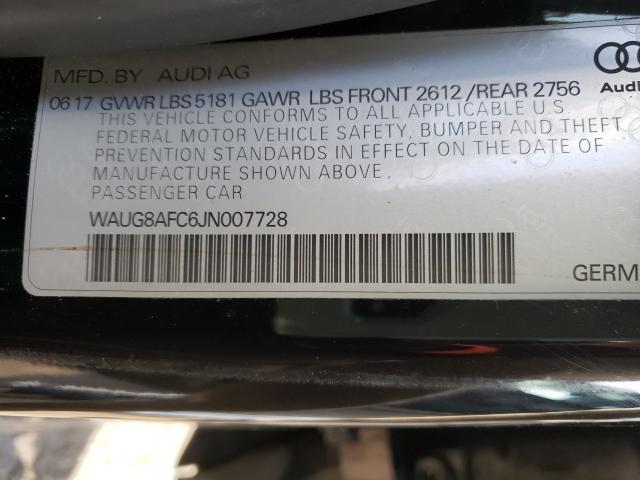 MFD. BY AUDI AG
Audi
0617 GVWR LBS 5181 GAWR LBS FRONT 2612 /REAR 2756
THIS VEHICLE CONFORMS TO ALL APPLICABLE U.S.
FEDERAL MOTOR VEHICLE SAFETY, BUMPER AND THEFT
PREVENTION STANDARDS IN EFFECT ON THE DATE OF
MANUFACTURE SHOWN ABOVE.
PASSENGER CAR
WAUG8AFC6JN007728
GERM